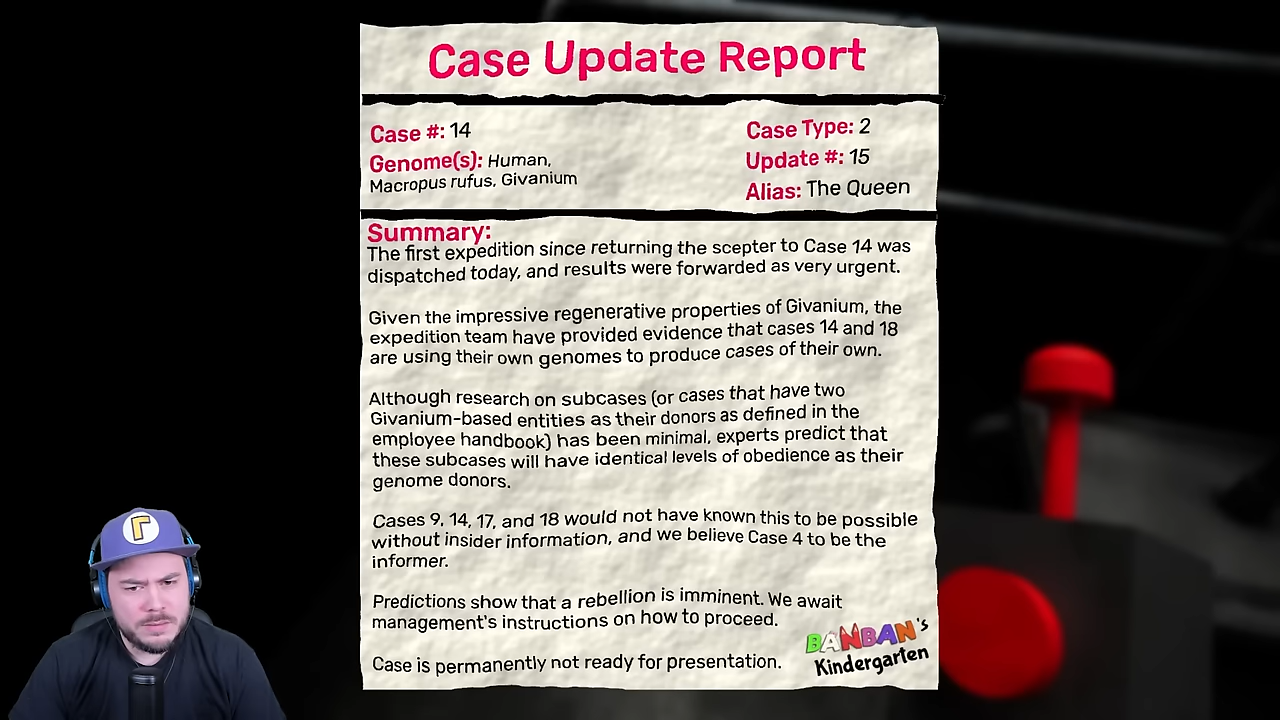 Case Update Report
Case #: 14
Genome(s): Human,
Macropus rufus, Givanium
Case Type: 2
Update #: 15
Alias: The Queen
Summary:
The first expedition since returning the scepter to Case 14 was
dispatched today, and results were forwarded as very urgent.
Given the impressive regenerative properties of Givanium, the
expedition team have provided evidence that cases 14 and 18
are using their own genomes to produce cases of their own.
Although research on subcases (or cases that have two
Givanium-based entities as their donors as defined in the
employee handbook) has been minimal, experts predict that
these subcases will have identical levels of obedience as their
genome donors.
Cases 9, 14, 17, and 18 would not have known this to be possible
without insider information, and we believe Case 4 to be the
informer.
Predictions show that a rebellion is imminent. We await
management's instructions on how to proceed.
Case is permanently not ready for presentation.
BANBAN's
Kindergarten